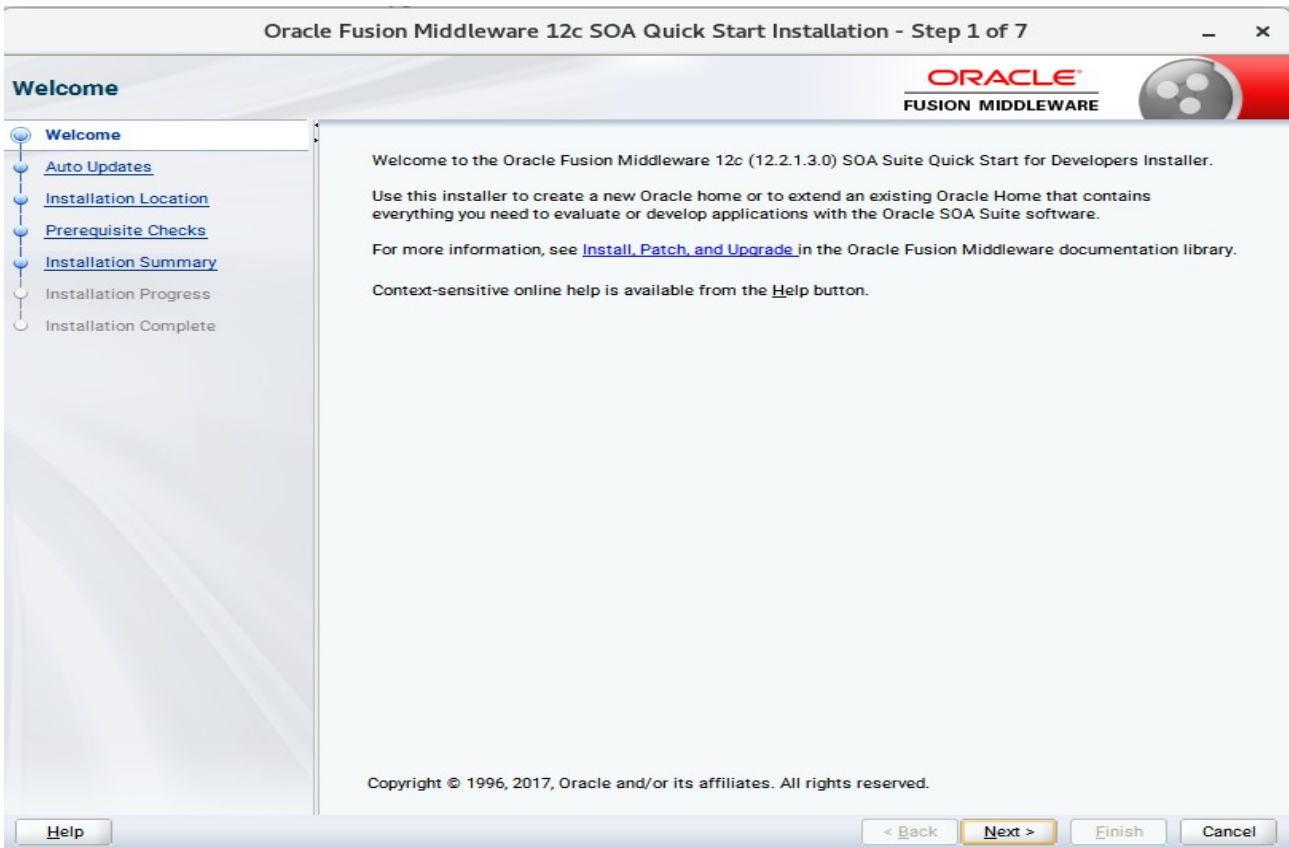 Oracle Fusion Middleware 12c SOA Quick Start Installation - Step 1 of 7
Welcome
ORACLE
FUSION MIDDLEWARE
Welcome
Auto Updates
Installation Location
Prerequisite Checks
Installation Summary
Installation Progress
Installation Complete
Welcome to the Oracle Fusion Middleware 12c (12.2.1.3.0) SOA Suite Quick Start for Developers Installer.
Use this installer to create a new Oracle home or to extend an existing Oracle Home that contains
everything you need to evaluate or develop applications with the Oracle SOA Suite software.
For more information, see Install, Patch, and Upgrade in the Oracle Fusion Middleware documentation library.
Context-sensitive online help is available from the Help button.
Copyright © 1996, 2017, Oracle and/or its affiliates. All rights reserved.
Help
< Back
Next >
Finish
Cancel